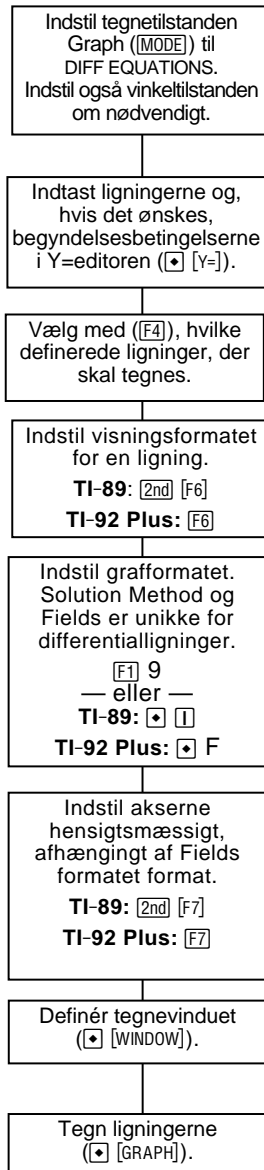 Indstil tegnetilstanden
Graph ([MODE]) til
DIFF EQUATIONS.
Indstil også vinkeltilstanden
om nødvendigt.
Indtast ligningerne og,
hvis det ønskes,
begyndelsesbetingelserne
i Y=editoren ([◆] [Y=]).
Vælg med ([F4]), hvilke
definerede ligninger, der
skal tegnes.
Indstil visningsformatet
for en ligning.
TI-89: [2nd] [F6]
TI-92 Plus: [F6]
Indstil grafformatet.
Solution Method og
Fields er unikke for
differentialligninger.
[F1] 9
— eller —
TI-89: [◆] [I]
TI-92 Plus: [◆] F
Indstil akserne
hensigtsmæssigt,
afhængingt af Fields
formatet format.
TI-89: [2nd] [F7]
TI-92 Plus: [F7]
Definér tegnevinduet
([◆] [WINDOW]).
Tegn ligningerne
([◆] [GRAPH]).